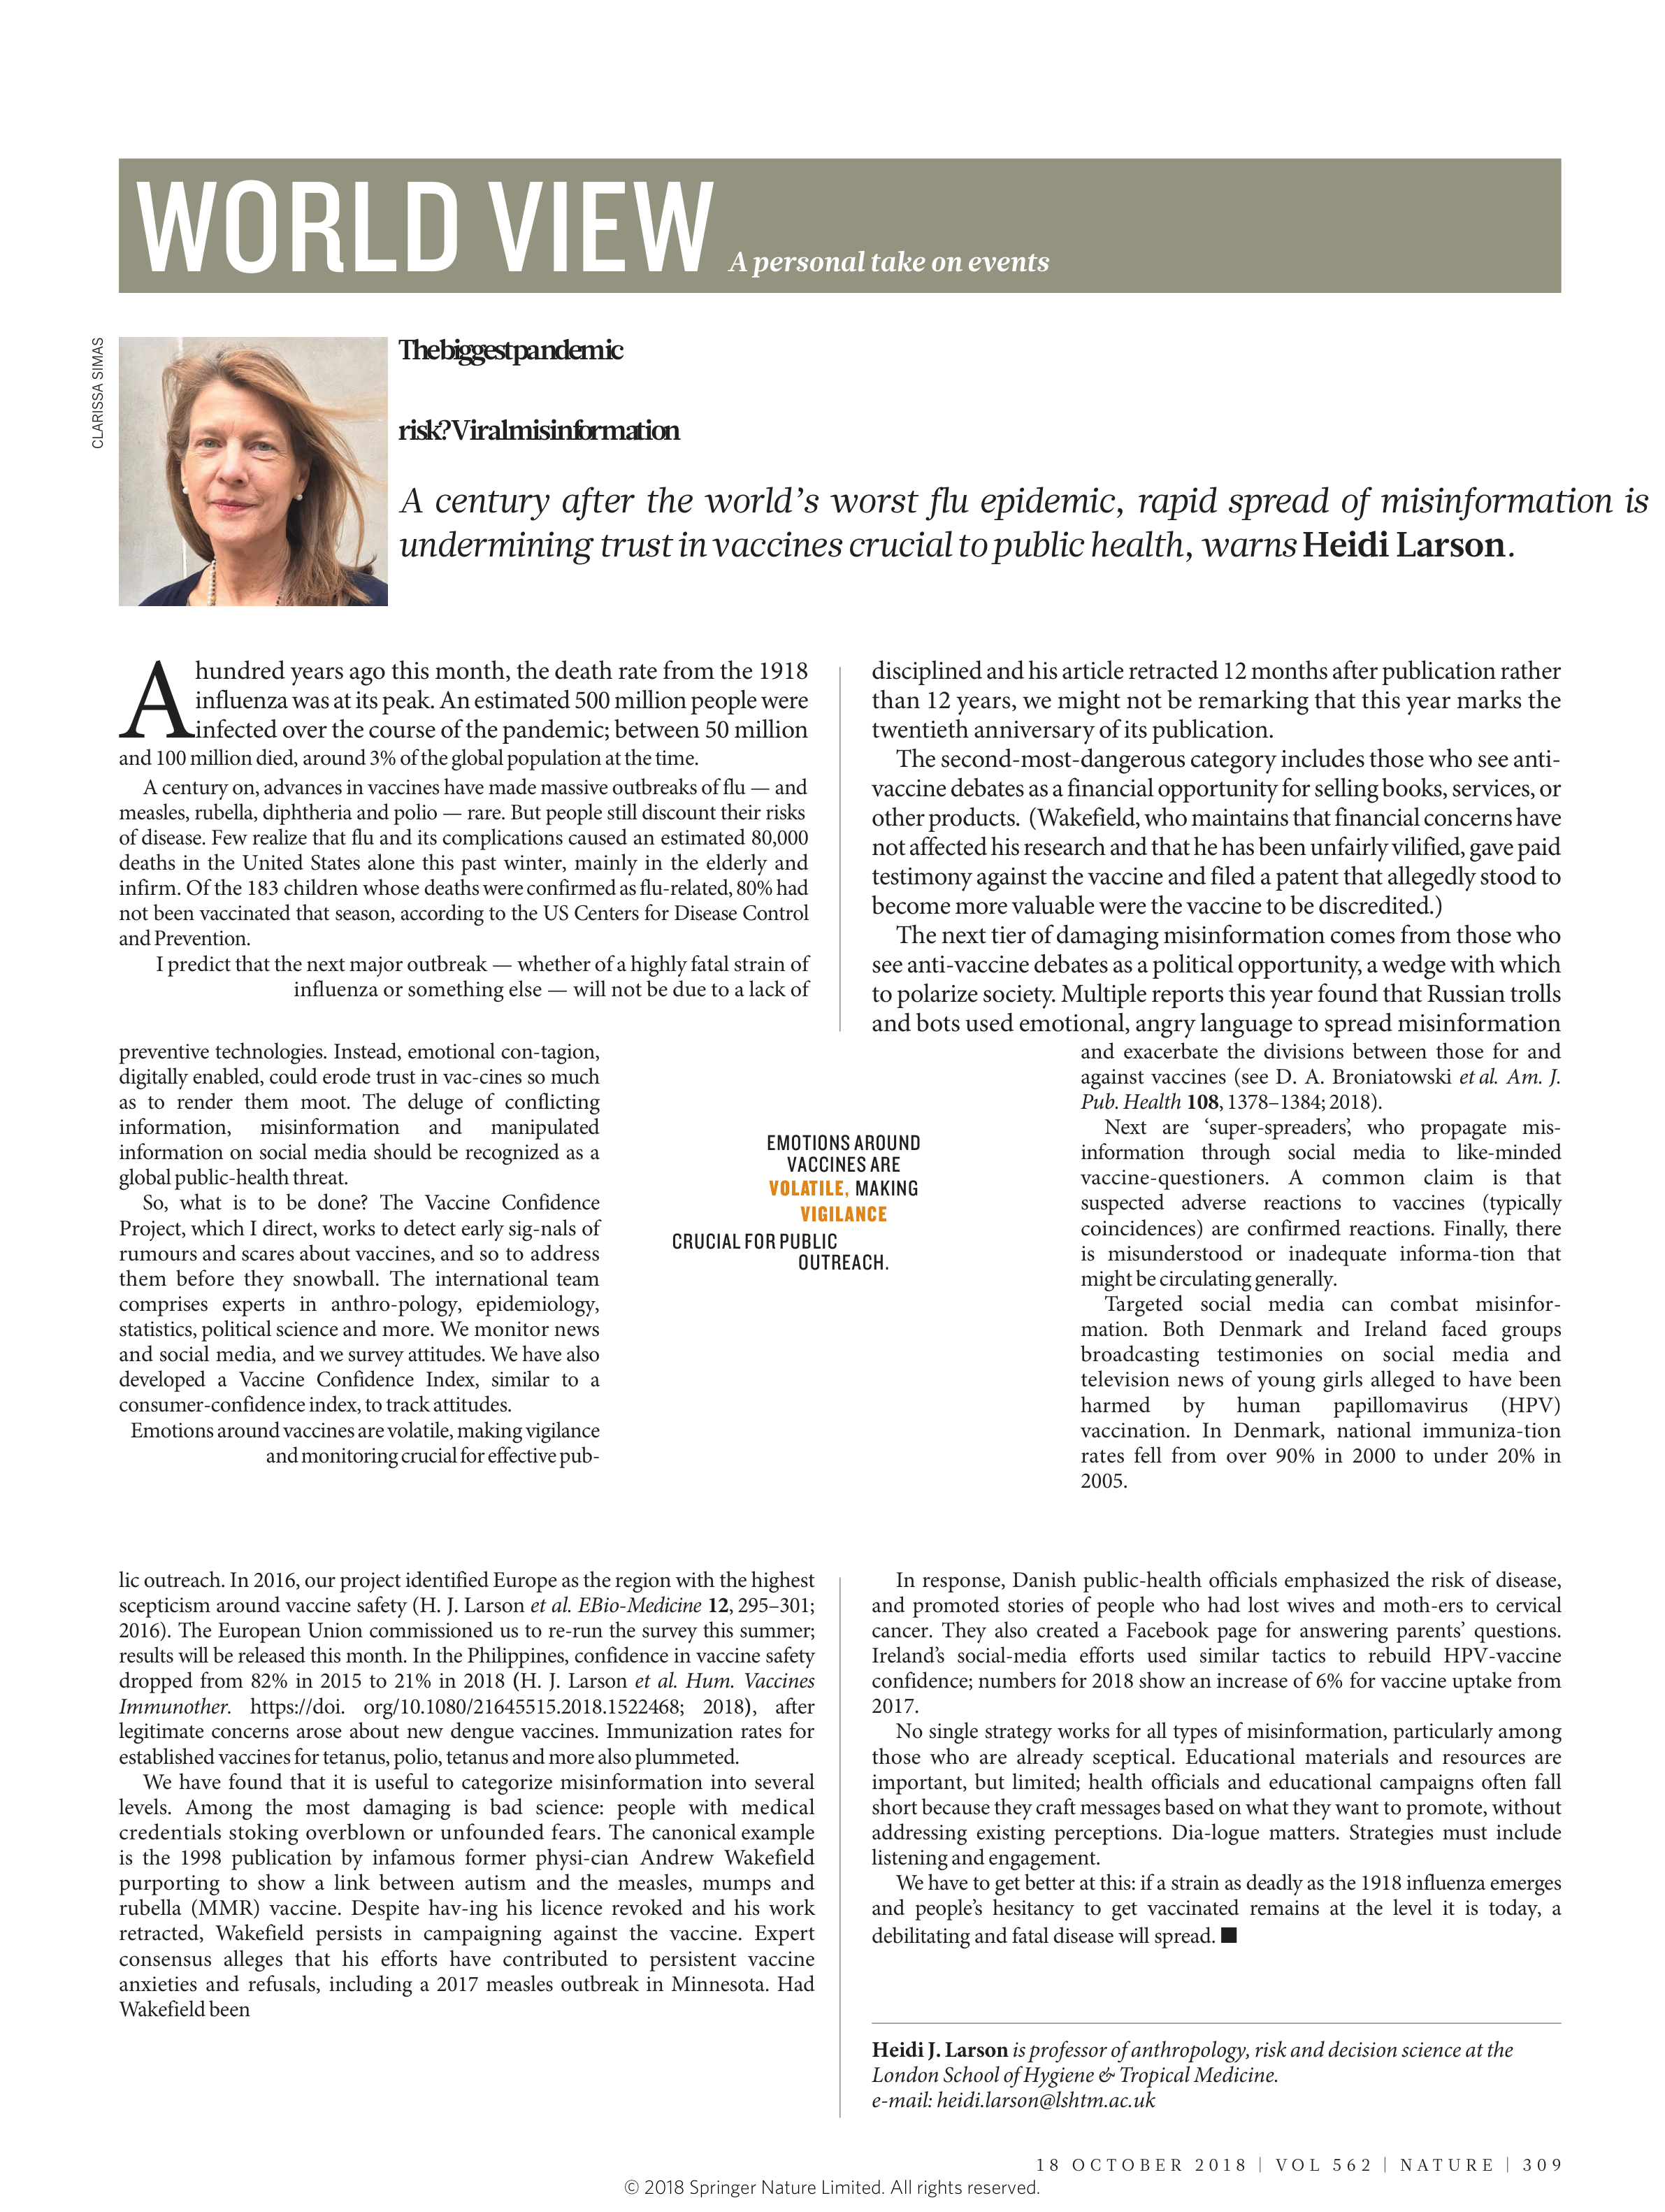 WORLD VIEW A personal take on events
CLARISSA SIMAS
The biggest pandemic
risk? Viral misinformation
A century after the world’s worst flu epidemic, rapid spread of misinformation is
undermining trust in vaccines crucial to public health, warns Heidi Larson.
A hundred years ago this month, the death rate from the 1918
influenza was at its peak. An estimated 500 million people were
infected over the course of the pandemic; between 50 million
and 100 million died, around 3% of the global population at the time.
A century on, advances in vaccines have made massive outbreaks of flu — and
measles, rubella, diphtheria and polio — rare. But people still discount their risks
of disease. Few realize that flu and its complications caused an estimated 80,000
deaths in the United States alone this past winter, mainly in the elderly and
infirm. Of the 183 children whose deaths were confirmed as flu-related, 80% had
not been vaccinated that season, according to the US Centers for Disease Control
and Prevention.
I predict that the next major outbreak — whether of a highly fatal strain of
influenza or something else — will not be due to a lack of
preventive technologies. Instead, emotional con-tagion,
digitally enabled, could erode trust in vac-cines so much
as to render them moot. The deluge of conflicting
information, misinformation and manipulated
information on social media should be recognized as a
global public-health threat.
So, what is to be done? The Vaccine Confidence
Project, which I direct, works to detect early sig-nals of
rumours and scares about vaccines, and so to address
them before they snowball. The international team
comprises experts in anthro-pology, epidemiology,
statistics, political science and more. We monitor news
and social media, and we survey attitudes. We have also
developed a Vaccine Confidence Index, similar to a
consumer-confidence index, to track attitudes.
Emotions around vaccines are volatile, making vigilance
and monitoring crucial for effective pub-
lic outreach. In 2016, our project identified Europe as the region with the highest
scepticism around vaccine safety (H. J. Larson et al. EBio-Medicine 12, 295–301;
2016). The European Union commissioned us to re-run the survey this summer;
results will be released this month. In the Philippines, confidence in vaccine safety
dropped from 82% in 2015 to 21% in 2018 (H. J. Larson et al. Hum. Vaccines
Immunother. https://doi. org/10.1080/21645515.2018.1522468; 2018), after
legitimate concerns arose about new dengue vaccines. Immunization rates for
established vaccines for tetanus, polio, tetanus and more also plummeted.
We have found that it is useful to categorize misinformation into several
levels. Among the most damaging is bad science: people with medical
credentials stoking overblown or unfounded fears. The canonical example
is the 1998 publication by infamous former physi-cian Andrew Wakefield
purporting to show a link between autism and the measles, mumps and
rubella (MMR) vaccine. Despite hav-ing his licence revoked and his work
retracted, Wakefield persists in campaigning against the vaccine. Expert
consensus alleges that his efforts have contributed to persistent vaccine
anxieties and refusals, including a 2017 measles outbreak in Minnesota. Had
Wakefield been
EMOTIONS AROUND
VACCINES ARE
VOLATILE, MAKING
VIGILANCE
CRUCIAL FOR PUBLIC
OUTREACH.
disciplined and his article retracted 12 months after publication rather
than 12 years, we might not be remarking that this year marks the
twentieth anniversary of its publication.
The second-most-dangerous category includes those who see anti-
vaccine debates as a financial opportunity for selling books, services, or
other products. (Wakefield, who maintains that financial concerns have
not affected his research and that he has been unfairly vilified, gave paid
testimony against the vaccine and filed a patent that allegedly stood to
become more valuable were the vaccine to be discredited.)
The next tier of damaging misinformation comes from those who
see anti-vaccine debates as a political opportunity, a wedge with which
to polarize society. Multiple reports this year found that Russian trolls
and bots used emotional, angry language to spread misinformation
and exacerbate the divisions between those for and
against vaccines (see D. A. Broniatowski et al. Am. J.
Pub. Health 108, 1378–1384; 2018).
Next are ‘super-spreaders’, who propagate mis-
information through social media to like-minded
vaccine-questioners. A common claim is that
suspected adverse reactions to vaccines (typically
coincidences) are confirmed reactions. Finally, there
is misunderstood or inadequate informa-tion that
might be circulating generally.
Targeted social media can combat misinfor-
mation. Both Denmark and Ireland faced groups
broadcasting testimonies on social media and
television news of young girls alleged to have been
harmed by human papillomavirus (HPV)
vaccination. In Denmark, national immuniza-tion
rates fell from over 90% in 2000 to under 20% in
2005.
In response, Danish public-health officials emphasized the risk of disease,
and promoted stories of people who had lost wives and moth-ers to cervical
cancer. They also created a Facebook page for answering parents’ questions.
Ireland’s social-media efforts used similar tactics to rebuild HPV-vaccine
confidence; numbers for 2018 show an increase of 6% for vaccine uptake from
2017.
No single strategy works for all types of misinformation, particularly among
those who are already sceptical. Educational materials and resources are
important, but limited; health officials and educational campaigns often fall
short because they craft messages based on what they want to promote, without
addressing existing perceptions. Dia-logue matters. Strategies must include
listening and engagement.
We have to get better at this: if a strain as deadly as the 1918 influenza emerges
and people’s hesitancy to get vaccinated remains at the level it is today, a
debilitating and fatal disease will spread. ■
Heidi J. Larson is professor of anthropology, risk and decision science at the
London School of Hygiene & Tropical Medicine.
e-mail: heidi.larson@lshtm.ac.uk
18 OCTOBER 2018 | VOL 562 | NATURE | 309
© 2018 Springer Nature Limited. All rights reserved.